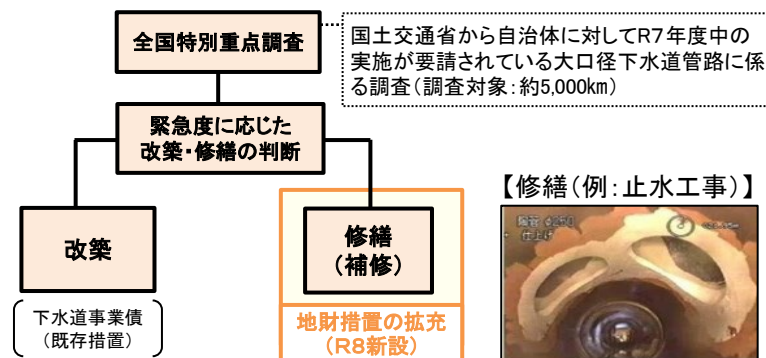 全国特別重点調査
国土交通省から自治体に対してR7年度中の
実施が要請されている大口径下水道管路に係
る調査(調査対象:約5,000km)
緊急度に応じた
改築・修繕の判断
改築
修繕
(補修)
下水道事業債
(既存措置)
地財措置の拡充
(R8新設)
【修繕(例:止水工事)】